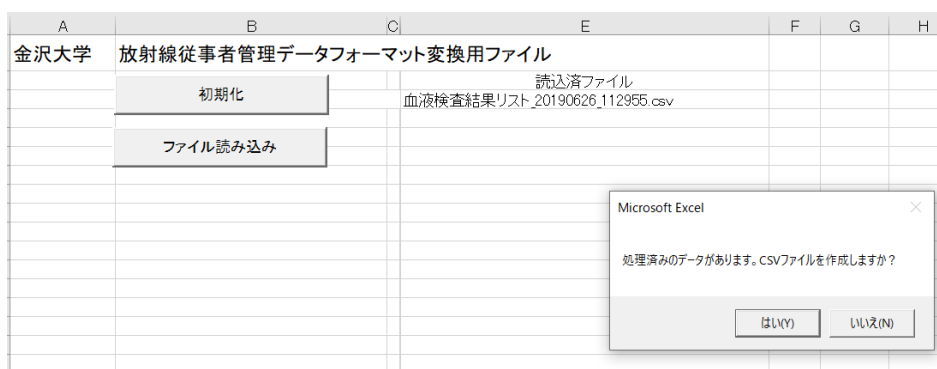 A B C E F G H
金沢大学 放射線従事者管理データフォーマット変換用ファイル
初期化
読込済ファイル
血液検査結果リスト_20190626_112955.csv
ファイル読み込み
Microsoft Excel
処理済みのデータがあります。CSVファイルを作成しますか?
はい(Y) いいえ(N)